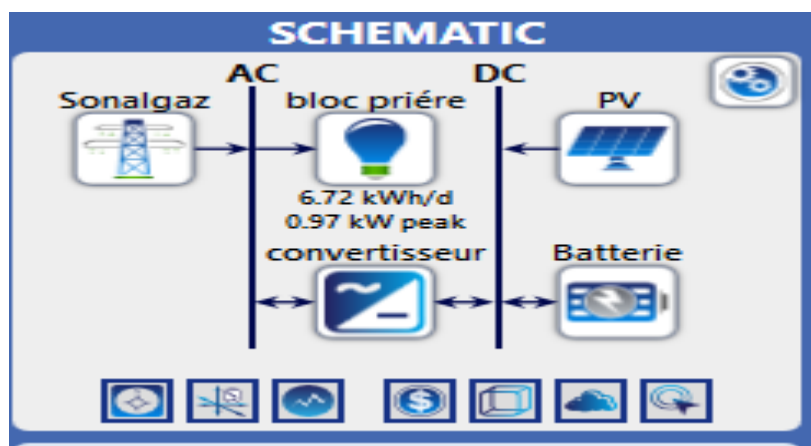 SCHEMATIC
AC DC
Sonalgaz bloc priére PV
6.72 kWh/d
0.97 kW peak
convertisseur Batterie